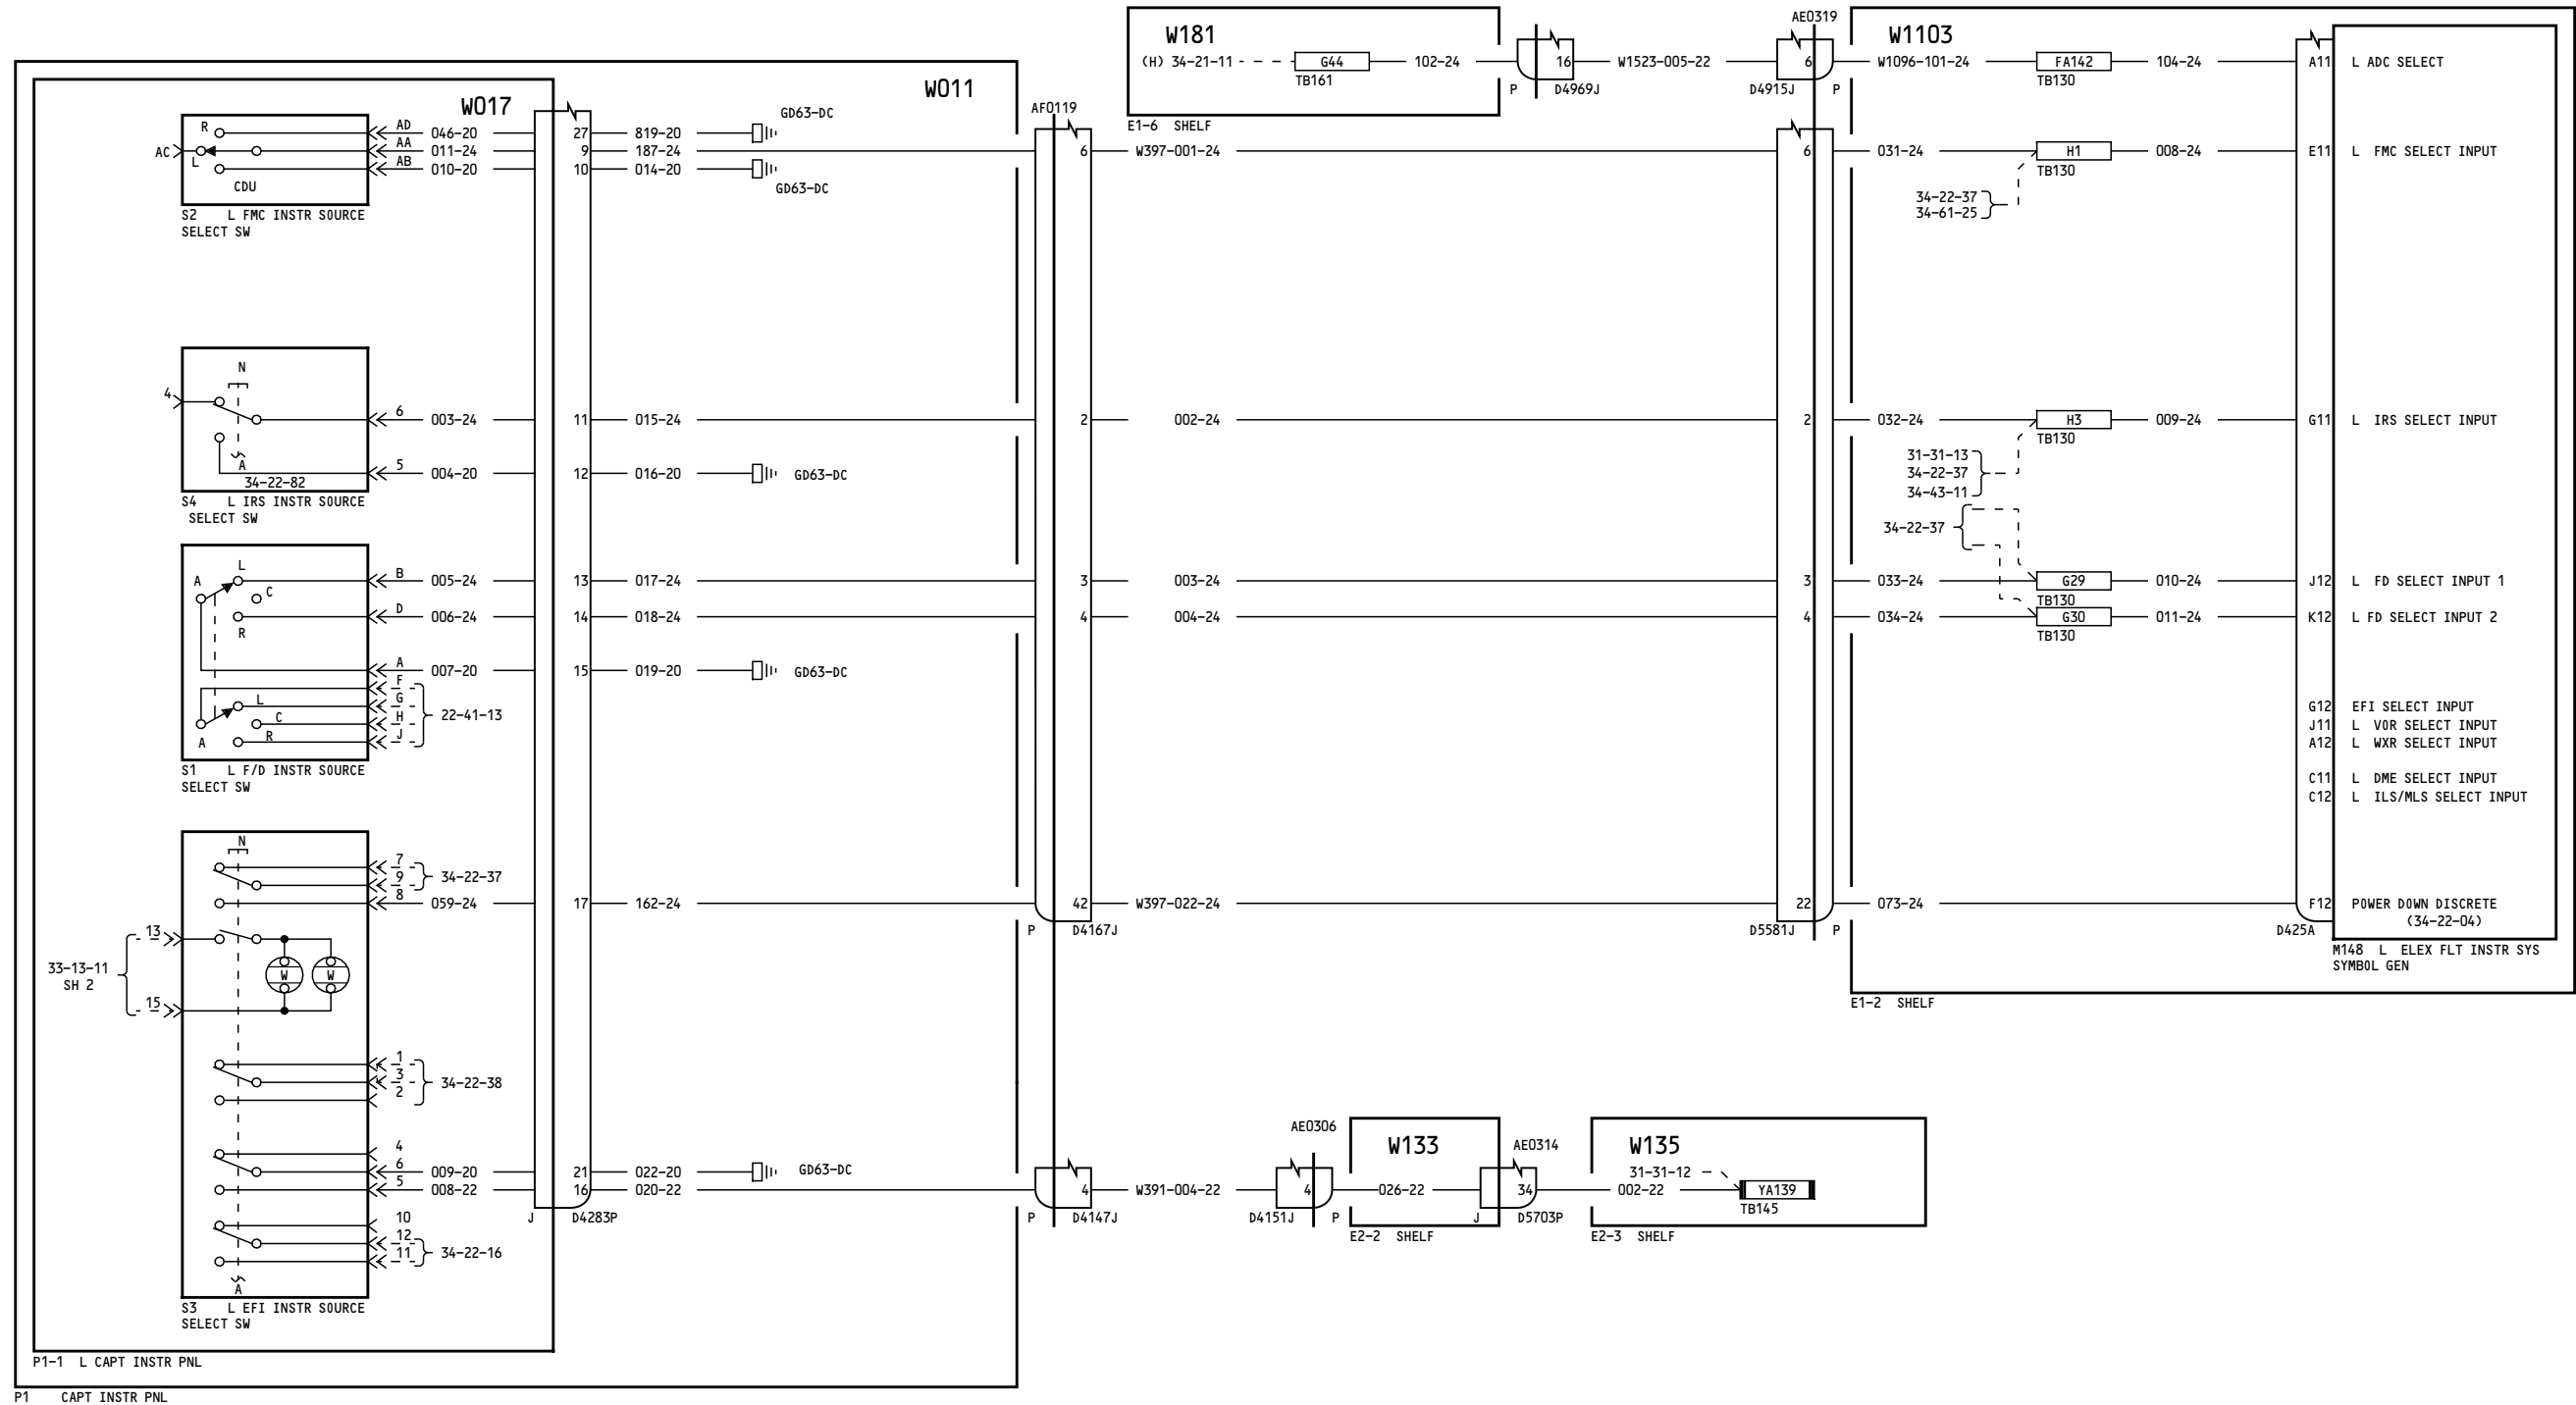 W181
(H) 34-21-11
G44
TB161
102-24
16
P
D4969J
E1-6 SHELF
W1523-005-22
AE0319
6
D4915J
P
W1103
W1096-101-24
FA142
TB130
104-24
A11
L ADC SELECT
W011
W017
R
L
AC
CDU
AD
046-20
27
819-20
GD63-DC
AA
011-24
9
187-24
AB
010-20
10
014-20
GD63-DC
S2 L FMC INSTR SOURCE
SELECT SW
AF0119
6
W397-001-24
6
031-24
H1
TB130
008-24
E11
L FMC SELECT INPUT
34-22-37
34-61-25
N
4
6
003-24
11
015-24
2
002-24
2
032-24
H3
TB130
009-24
G11
L IRS SELECT INPUT
A
5
004-20
12
016-20
GD63-DC
34-22-82
S4 L IRS INSTR SOURCE
SELECT SW
31-31-13
34-22-37
34-43-11
34-22-37
A
L
C
R
B
005-24
13
017-24
3
003-24
3
033-24
G29
TB130
010-24
J12
L FD SELECT INPUT 1
D
006-24
14
018-24
4
004-24
4
034-24
G30
TB130
011-24
K12
L FD SELECT INPUT 2
A
007-20
15
019-20
GD63-DC
F
G
H
J
22-41-13
L
C
R
A
S1 L F/D INSTR SOURCE
SELECT SW
G12 EFI SELECT INPUT
J11 L VOR SELECT INPUT
A12 L WXR SELECT INPUT
C11 L DME SELECT INPUT
C12 L ILS/MLS SELECT INPUT
N
7
9
34-22-37
8
059-24
17
162-24
42
W397-022-24
22
073-24
F12
POWER DOWN DISCRETE
(34-22-04)
P
D4167J
D5581J
P
D425A
M148 L ELEX FLT INSTR SYS
SYMBOL GEN
E1-2 SHELF
13
15
33-13-11
SH 2
W
W
1
3
2
34-22-38
4
6
009-20
21
022-20
GD63-DC
5
008-22
16
020-22
J
D4283P
4
P
D4147J
W391-004-22
AE0306
4
D4151J
P
W133
026-22
E2-2 SHELF
AE0314
34
J
D5703P
W135
31-31-12
002-22
YA139
TB145
E2-3 SHELF
10
12
11
34-22-16
A
S3 L EFI INSTR SOURCE
SELECT SW
P1-1 L CAPT INSTR PNL
P1 CAPT INSTR PNL